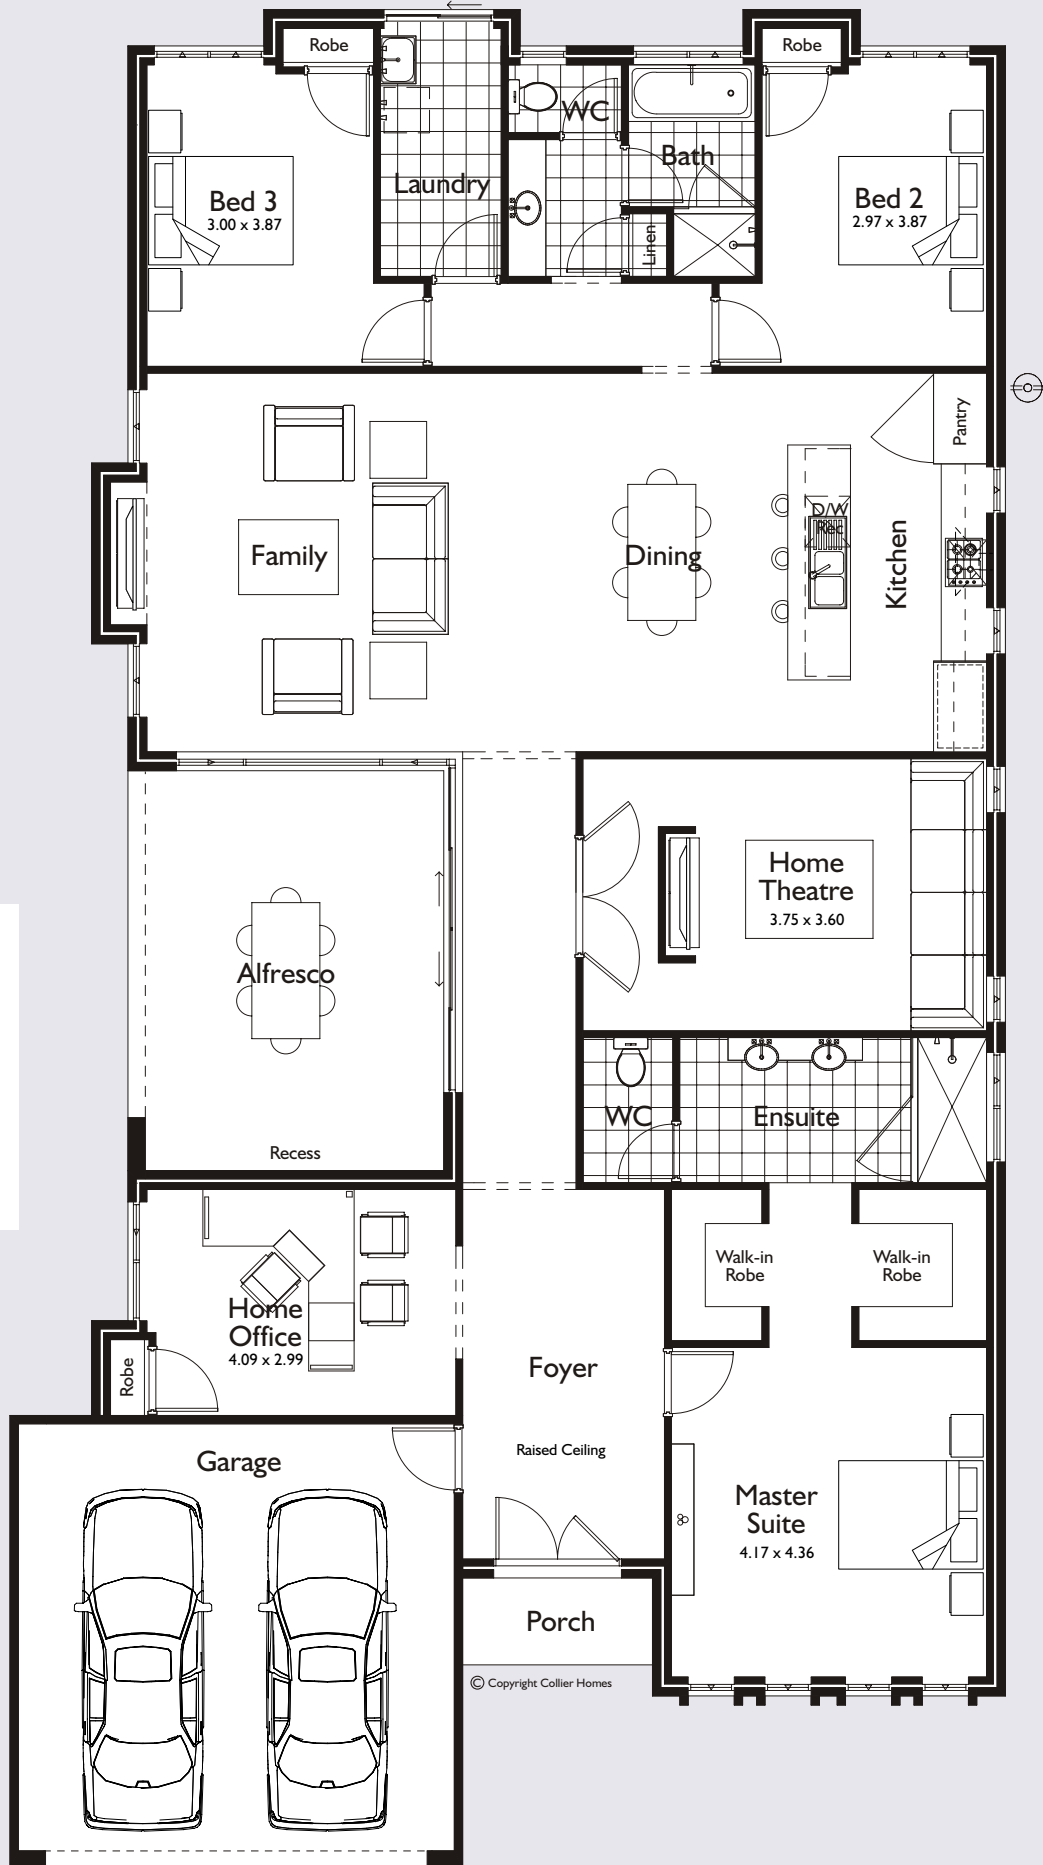 Robe
Robe
WC
Bath
Laundry
Bed 3
3.00 x 3.87
Bed 2
2.97 x 3.87
Linen
Pantry
D/W
Rec
Family
Dining
Kitchen
Home
Theatre
3.75 x 3.60
Alfresco
WC
Ensuite
Recess
Walk-in
Robe
Walk-in
Robe
Home
Office
4.09 x 2.99
Robe
Foyer
Raised Ceiling
Garage
Master
Suite
4.17 x 4.36
Porch
© Copyright Collier Homes